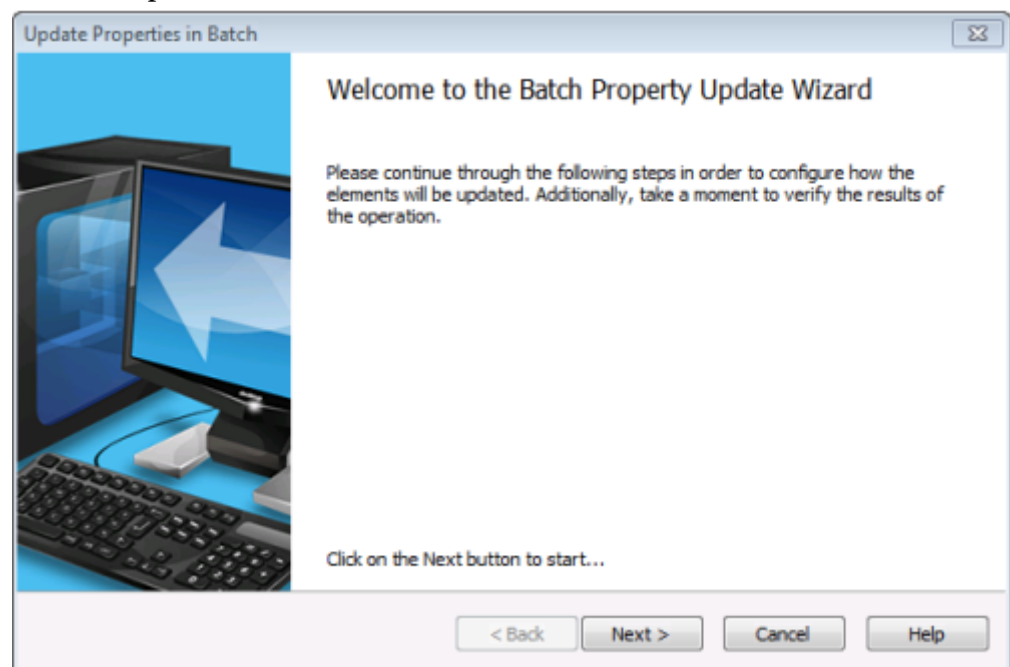 Update Properties in Batch
Welcome to the Batch Property Update Wizard
Please continue through the following steps in order to configure how the
elements will be updated. Additionally, take a moment to verify the results of
the operation.
Click on the Next button to start...
< Back Next > Cancel Help